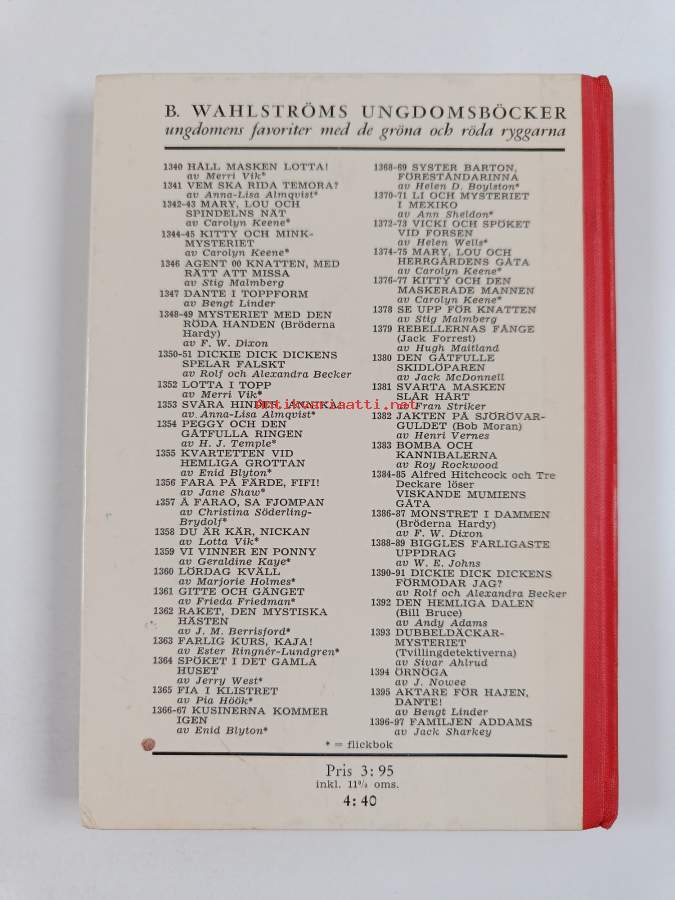 B. WAHLSTRÖMS UNGDOMSBÖCKER
ungdomens favoriter med de gröna och röda ryggarna
1340 HÅLL MASKEN LOTTA!
av Merri Vik*
1341 VEM SKA RIDA TEMORA?
av Anna-Lisa Almqvist*
1342-43 MARY, LOU OCH
SPINDELNS NÄT
av Carolyn Keene*
1344-45 KITTY OCH MINK-
MYSTERIET
av Carolyn Keene*
1346 AGENT 00 KNATTEN, MED
RÄTT ATT MISSA
av Stig Malmberg
1347 DANTE I TOPPFORM
av Bengt Linder
1348-49 MYSTERIET MED DEN
RÖDA HANDEN (Bröderna
Hardy)
av F. W. Dixon
1350-51 DICKIE DICK DICKENS
SPELAR FALSKT
av Rolf och Alexandra Becker
1352 LOTTA I TOPP
av Merri Vik*
1353 SVÅRA HINDER, ANNIKA
av Anna-Lisa Almqvist*
1354 PEGGY OCH DEN
GÅTFULLA RINGEN
av H. J. Temple*
1355 KVARTETTEN VID
HEMLIGA GROTTAN
av Enid Blyton*
1356 FARA PÅ FÄRDE, FIFI!
av Jane Shaw*
1357 Å FARAO, SA FJOMPAN
av Christina Söderling-
Brydolf*
1358 DU ÄR KÄR, NICKAN
av Lotta Vik*
1359 VI VINNER EN PONNY
av Geraldine Kaye*
1360 LÖRDAG KVÄLL
av Marjorie Holmes*
1361 GITTE OCH GÄNGET
av Frieda Friedman*
1362 RAKET, DEN MYSTISKA
HÄSTEN
av J. M. Berrisford*
1363 FARLIG KURS, KAJA!
av Ester Ringnér-Lundgren*
1364 SPÖKET I DET GAMLA
HUSET
av Jerry West*
1365 FIA I KLISTRET
av Pia Höök*
1366-67 KUSINERNA KOMMER
IGEN
av Enid Blyton*
1368-69 SYSTER BARTON,
FÖRESTÅNDARINNA
av Helen D. Boylston*
1370-71 LI OCH MYSTERIET
I MEXIKO
av Ann Sheldon*
1372-73 VICKI OCH SPÖKET
VID FORSEN
av Helen Wells*
1374-75 MARY, LOU OCH
HERRGÅRDENS GÅTA
av Carolyn Keene*
1376-77 KITTY OCH DEN
MASKERADE MANNEN
av Carolyn Keene*
1378 SE UPP FÖR KNATTEN
av Stig Malmberg
1379 REBELLERNAS FÅNGE
(Jack Forrest)
av Hugh Maitland
1380 DEN GÅTFULLE
SKIDLÖPAREN
av Jack McDonnell
1381 SVARTA MASKEN
SLÅR HÅRT
av Fran Striker
1382 JAKTEN PÅ SJÖRÖVAR-
GULDET (Bob Moran)
av Henri Vernes
1383 BOMBA OCH
KANNIBALERNA
av Roy Rockwood
1384-85 Alfred Hitchcock och Tre
Deckare löser
VISKANDE MUMIENS
GÅTA
1386-87 MONSTRET I DAMMEN
(Bröderna Hardy)
av F. W. Dixon
1388-89 BIGGLES FARLIGASTE
UPPDRAG
av W. E. Johns
1390-91 DICKIE DICK DICKENS
FÖRMODAR JAG?
av Rolf och Alexandra Becker
1392 DEN HEMLIGA DALEN
(Bill Bruce)
av Andy Adams
1393 DUBBELDÄCKAR-
MYSTERIET
(Tvillingdetektiverna)
av Sivar Ahlrud
1394 ÖRNÖGA
av J. Nowee
1395 AKTARE FÖR HAJEN,
DANTE!
av Bengt Linder
1396-97 FAMILJEN ADDAMS
av Jack Sharkey
* = flickbok
Pris 3:95
inkl. 11% oms.
4:40
Antikvariaatti.net